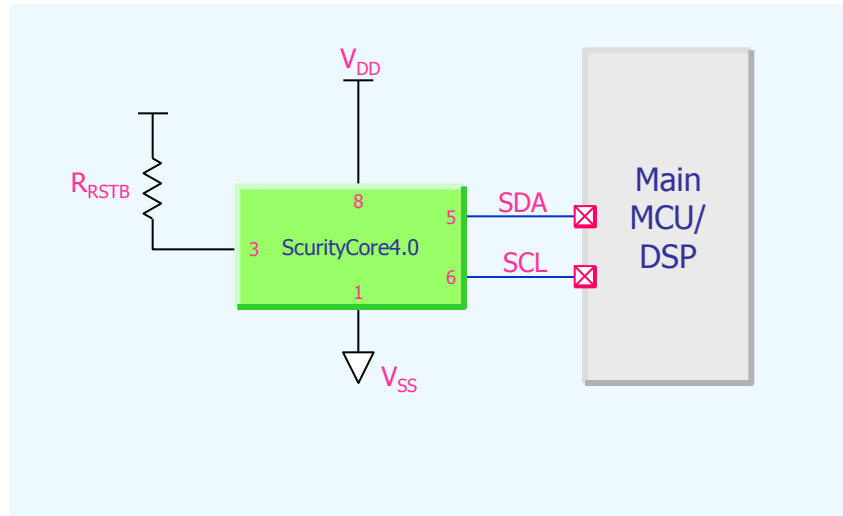 VDD
RRSTB
8
3
ScurityCore4.0
5
SDA
6
SCL
1
VSS
Main
MCU/
DSP